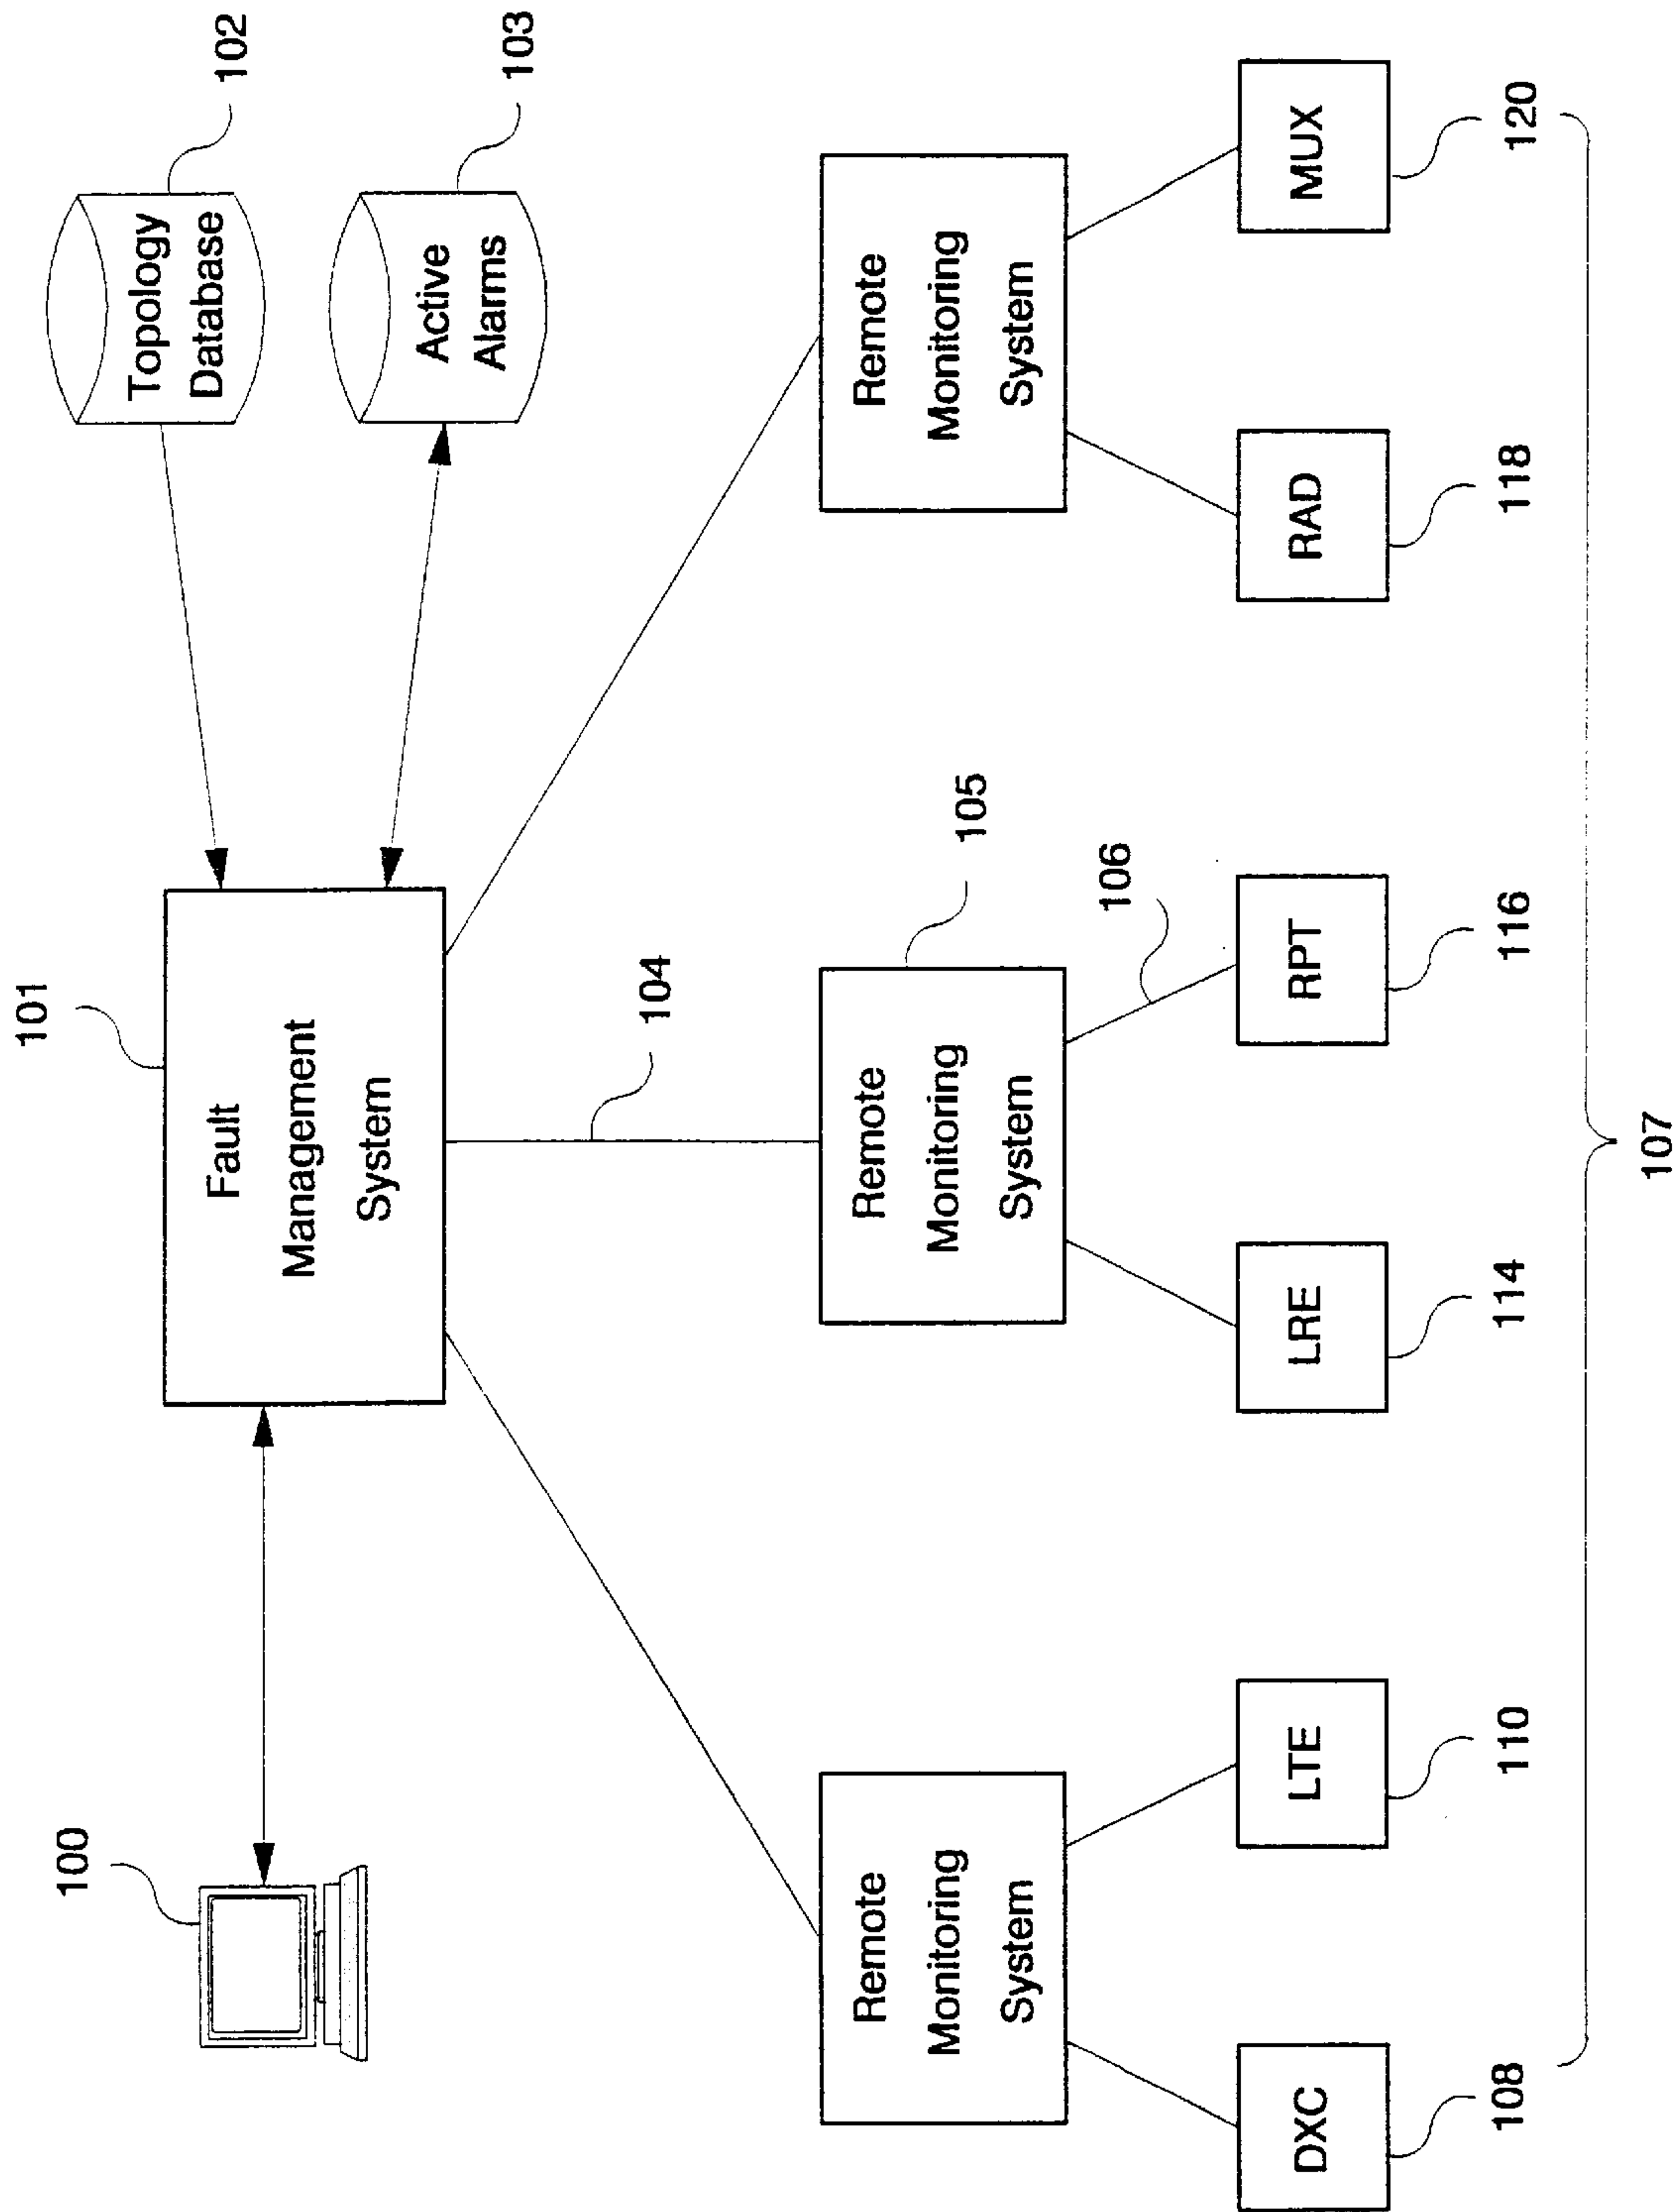 100
101
Fault
Management
System
Topology
Database
102
Active
Alarms
103
104
105
Remote
Monitoring
System
Remote
Monitoring
System
Remote
Monitoring
System
106
DXC
LTE
LRE
RPT
RAD
MUX
108
110
114
116
118
120
107